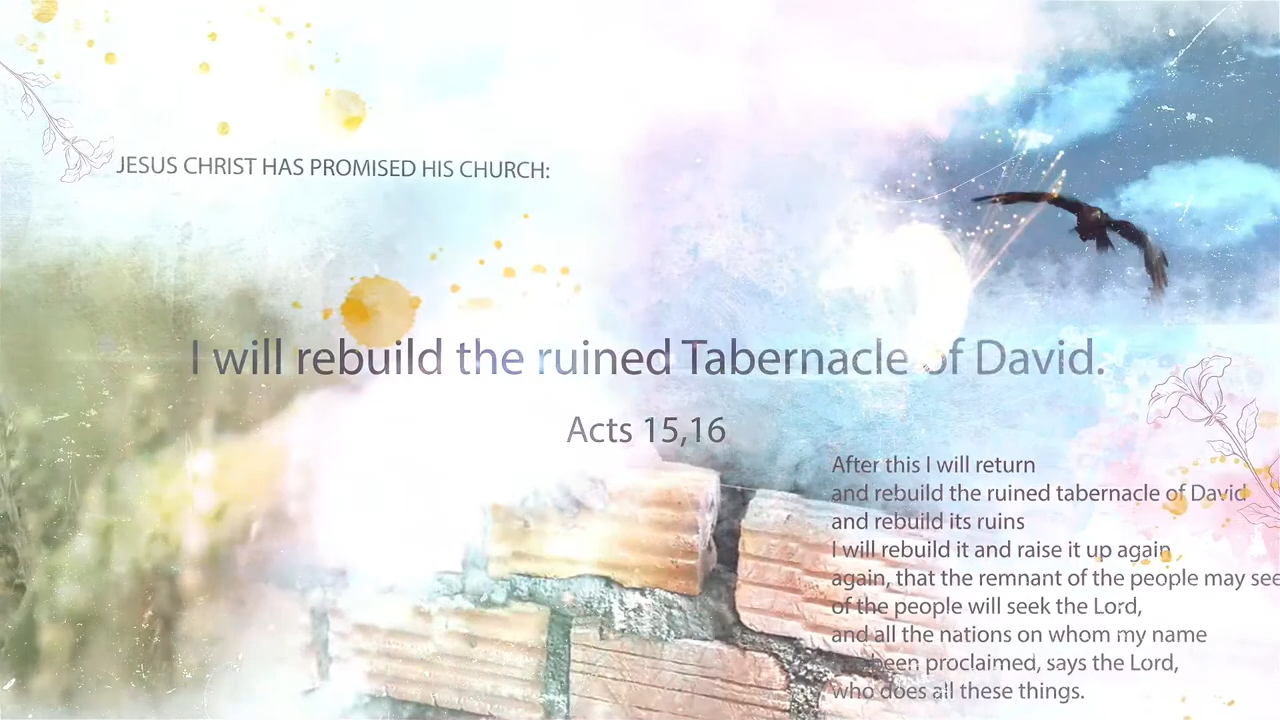 JESUS CHRIST HAS PROMISED HIS CHURCH:
I will rebuild the ruined Tabernacle of David.
Acts 15,16
After this I will return
and rebuild the ruined tabernacle of David
and rebuild its ruins
I will rebuild it and raise it up again
again, that the remnant of the people may see
of the people will seek the Lord,
and all the nations on whom my name
been proclaimed, says the Lord,
who does all these things.